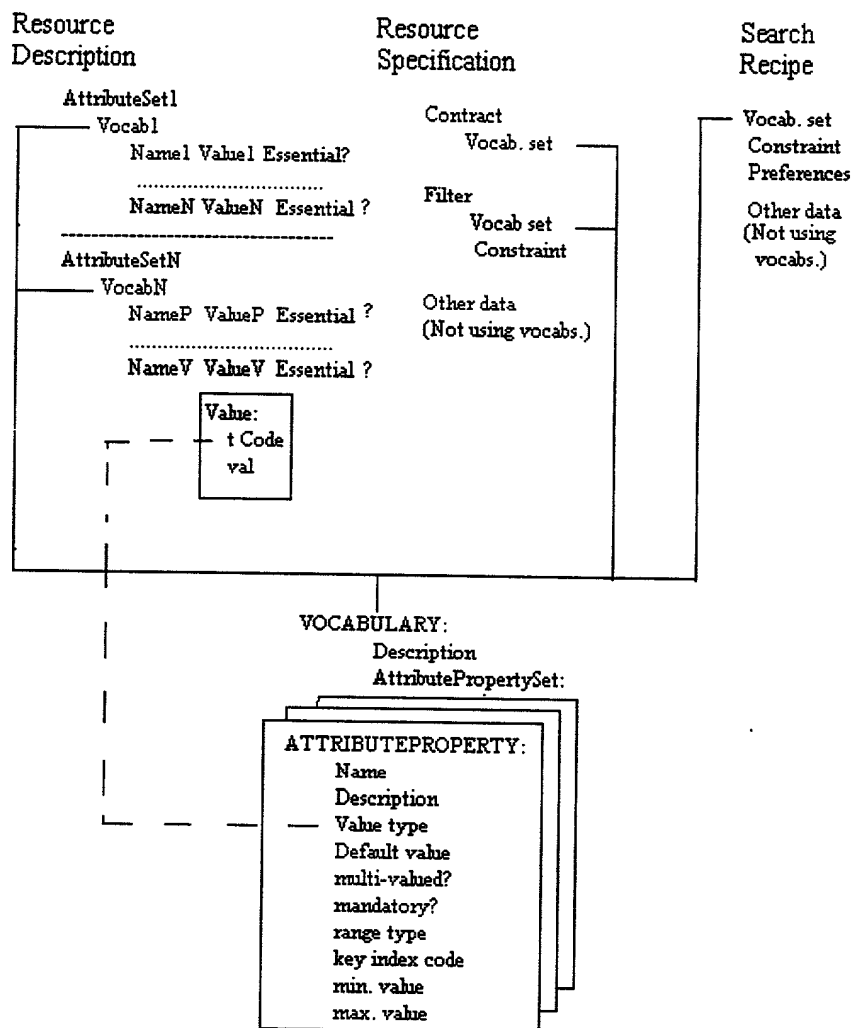 Resource
Description
AttributeSet1
Vocab1
Name1 Value1 Essential?
..............................
NameN ValueN Essential ?
----------------------------------
AttributeSetN
VocabN
NameP ValueP Essential ?
..............................
NameV ValueV Essential ?
Value:
t Code
val
Resource
Specification
Contract
Vocab. set
Filter
Vocab set
Constraint
Other data
(Not using vocabs.)
Search
Recipe
Vocab. set
Constraint
Preferences
Other data
(Not using
vocabs.)
VOCABULARY:
Description
AttributePropertySet:
ATTRIBUTEPROPERTY:
Name
Description
Value type
Default value
multi-valued?
mandatory?
range type
key index code
min. value
max. value